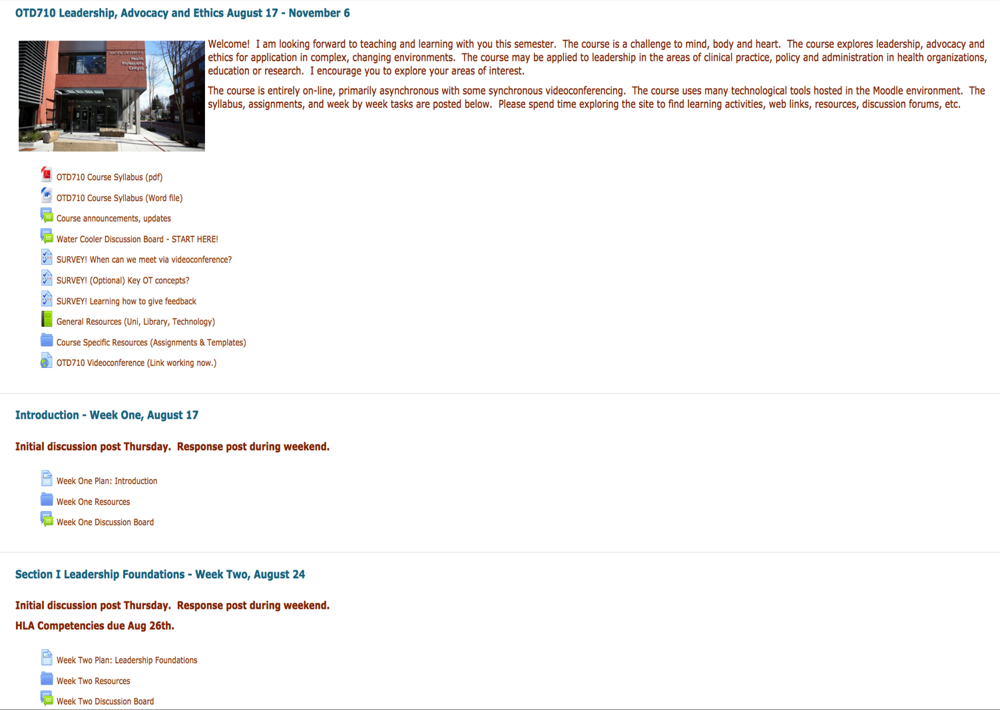 OTD710 Leadership, Advocacy and Ethics August 17 - November 6
PACIFIC UNIVERSITY
Health
Professions
Campus
Welcome!  I am looking forward to teaching and learning with you this semester.  The course is a challenge to mind, body and heart.  The course explores leadership, advocacy and
ethics for application in complex, changing environments.  The course may be applied to leadership in the areas of clinical practice, policy and administration in health organizations,
education or research.  I encourage you to explore your areas of interest.
The course is entirely on-line, primarily asynchronous with some synchronous videoconferencing.  The course uses many technological tools hosted in the Moodle environment.  The
syllabus, assignments, and week by week tasks are posted below.  Please spend time exploring the site to find learning activities, web links, resources, discussion forums, etc.
OTD710 Course Syllabus (pdf)
OTD710 Course Syllabus (Word file)
Course announcements, updates
Water Cooler Discussion Board - START HERE!
SURVEY! When can we meet via videoconference?
SURVEY! (Optional) Key OT concepts?
SURVEY! Learning how to give feedback
General Resources (Uni, Library, Technology)
Course Specific Resources (Assignments & Templates)
OTD710 Videoconference (Link working now.)
Introduction - Week One, August 17
Initial discussion post Thursday.  Response post during weekend.
Week One Plan: Introduction
Week One Resources
Week One Discussion Board
Section I Leadership Foundations - Week Two, August 24
Initial discussion post Thursday.  Response post during weekend.
HLA Competencies due Aug 26th.
Week Two Plan: Leadership Foundations
Week Two Resources
Week Two Discussion Board